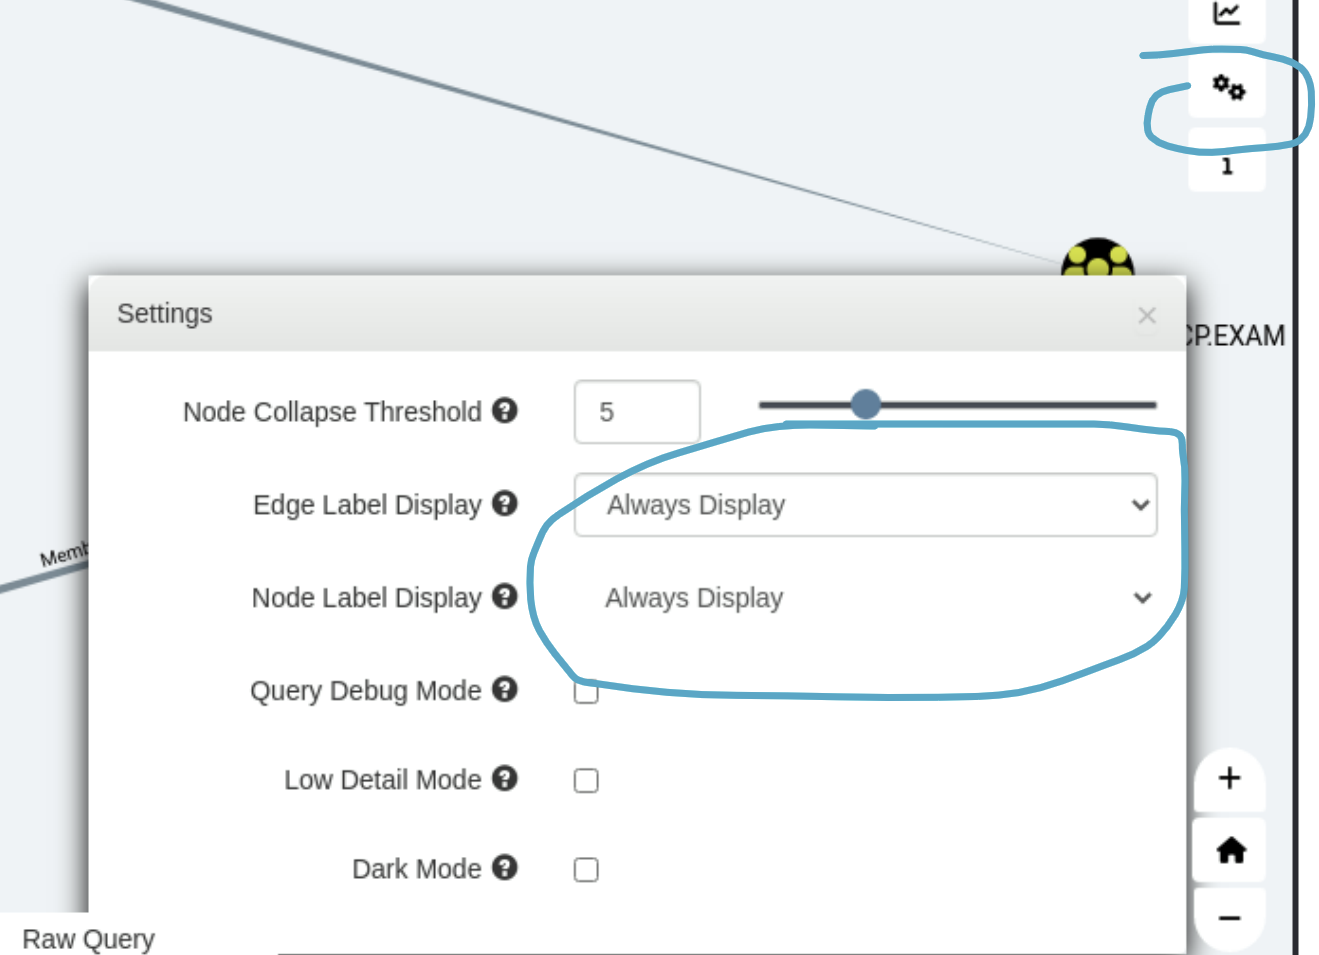 CP.EXAM
Settings
×
Node Collapse Threshold
5
Edge Label Display
Always Display
Memb
Node Label Display
Always Display
Query Debug Mode
Low Detail Mode
Dark Mode
Raw Query